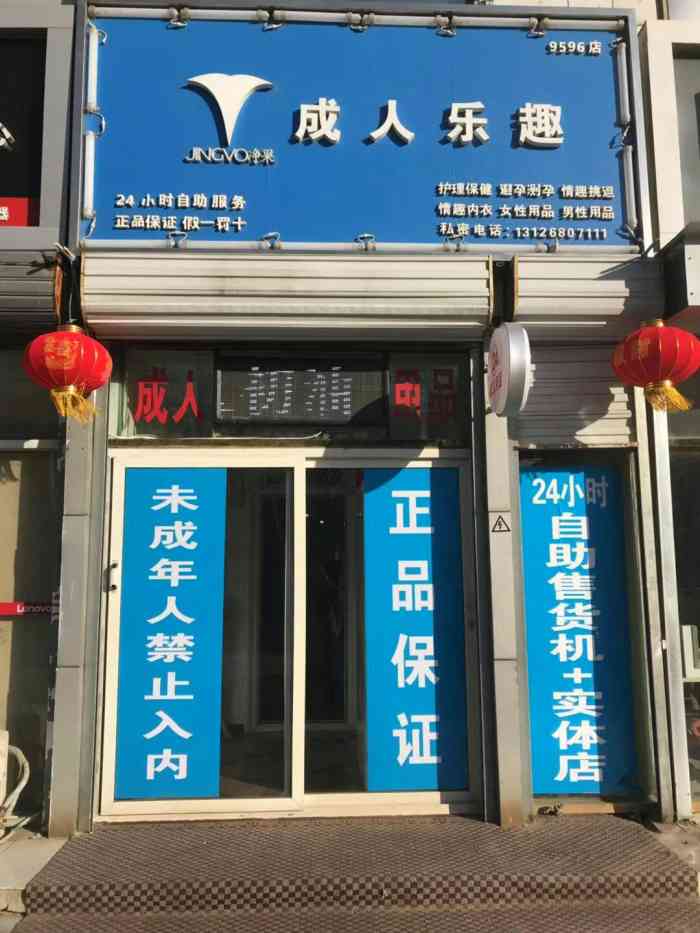 9596店
成人乐趣
JINGVO净果
24 小时自助服务
正品保证 假一罚十
护理保健 避孕测孕 情趣挑逗
情趣内衣 女性用品 男性用品
私密电话:13126807111
成人
用品
未成年人禁止入内
正品保证
24小时
自助售货机+实体店
Lenovo
器